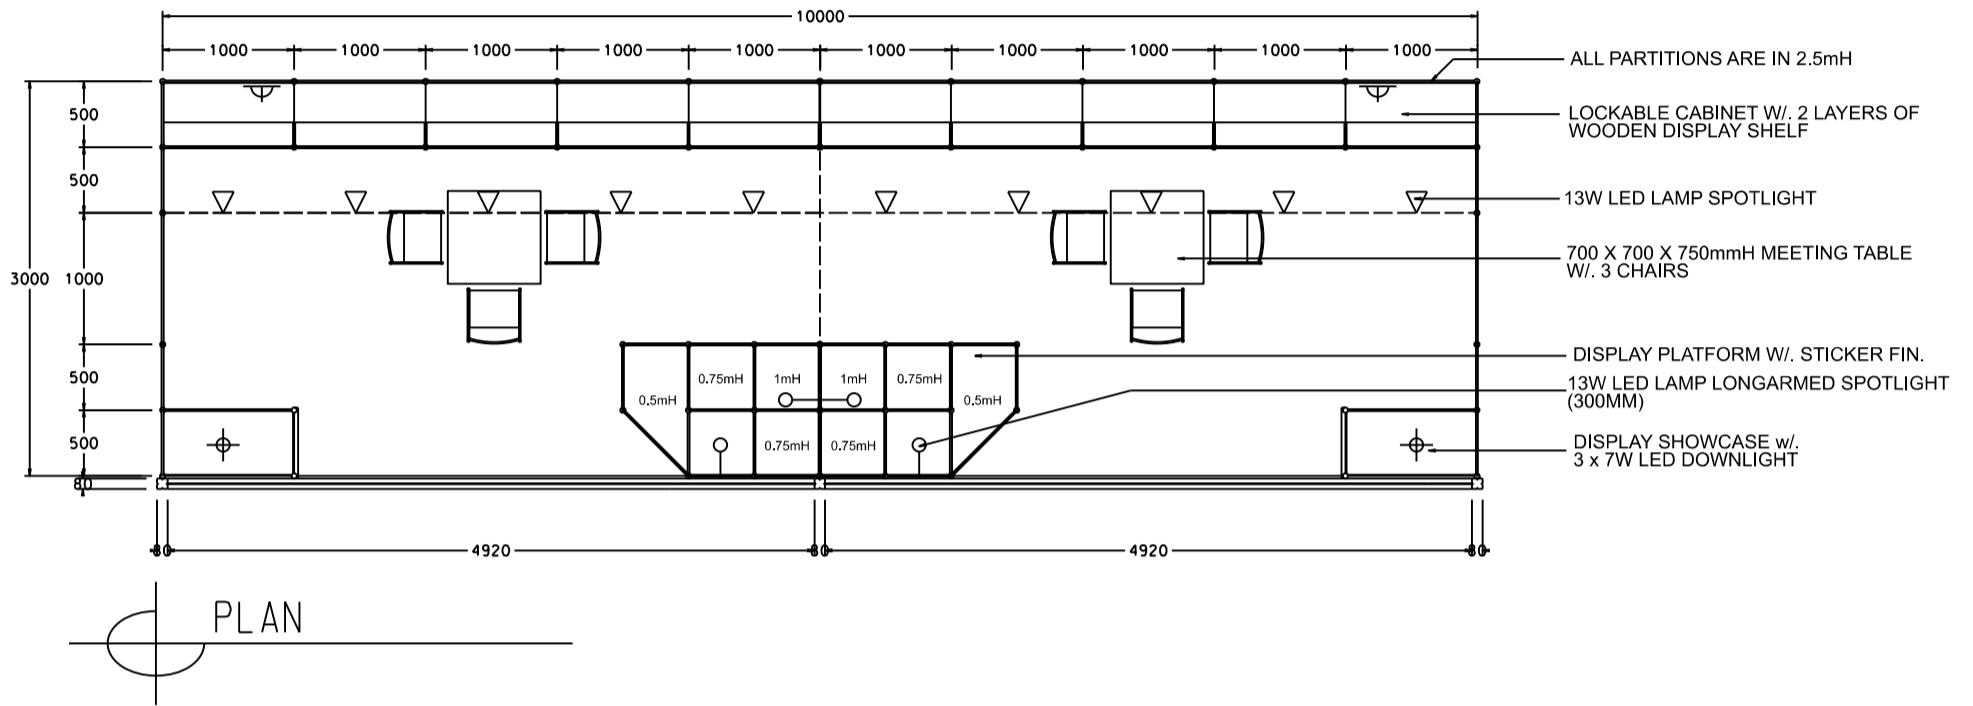 10000
1000 1000 1000 1000 1000 1000 1000 1000 1000 1000
ALL PARTITIONS ARE IN 2.5mH
500
LOCKABLE CABINET W/. 2 LAYERS OF
WOODEN DISPLAY SHELF
500
13W LED LAMP SPOTLIGHT
3000 1000
700 X 700 X 750mmH MEETING TABLE
W/. 3 CHAIRS
500
DISPLAY PLATFORM W/. STICKER FIN.
0.75mH 1mH 1mH 0.75mH
0.5mH 0.5mH
13W LED LAMP LONGARMED SPOTLIGHT
(300MM)
500
0.75mH 0.75mH
DISPLAY SHOWCASE w/.
3 x 7W LED DOWNLIGHT
80
80 4920 80 4920 80
PLAN